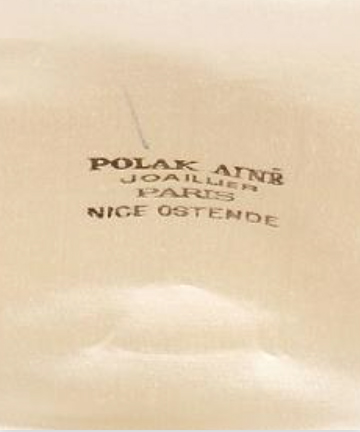 POLAK AINÉ
JOAILLIER
PARIS
NICE OSTENDE